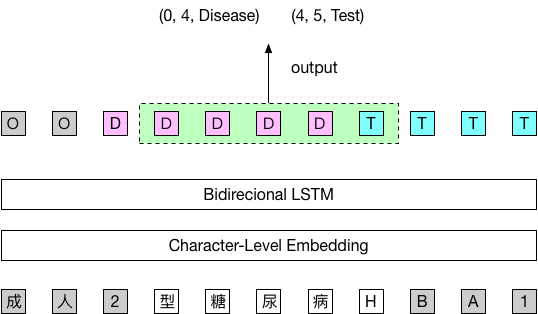 (0, 4, Disease) (4, 5, Test)
output
O O D D D D D T T T T
Bidirecional LSTM
Character-Level Embedding
成 人 2 型 糖 尿 病 H B A 1